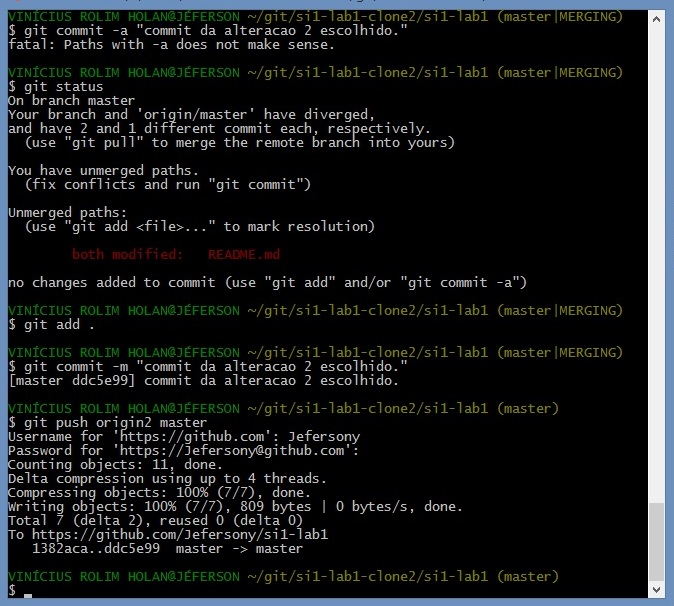 VINÍCIUS ROLIM HOLAN@JÉFERSON ~/git/si1-lab1-clone2/si1-lab1 (master|MERGING)
$ git commit -a "commit da alteracao 2 escolhido."
fatal: Paths with -a does not make sense.
VINÍCIUS ROLIM HOLAN@JÉFERSON ~/git/si1-lab1-clone2/si1-lab1 (master|MERGING)
$ git status
On branch master
Your branch and 'origin/master' have diverged,
and have 2 and 1 different commit each, respectively.
(use "git pull" to merge the remote branch into yours)
You have unmerged paths.
(fix conflicts and run "git commit")
Unmerged paths:
(use "git add <file>..." to mark resolution)
both modified: README.md
no changes added to commit (use "git add" and/or "git commit -a")
VINÍCIUS ROLIM HOLAN@JÉFERSON ~/git/si1-lab1-clone2/si1-lab1 (master|MERGING)
$ git add .
VINÍCIUS ROLIM HOLAN@JÉFERSON ~/git/si1-lab1-clone2/si1-lab1 (master|MERGING)
$ git commit -m "commit da alteracao 2 escolhido."
[master ddc5e99] commit da alteracao 2 escolhido.
VINÍCIUS ROLIM HOLAN@JÉFERSON ~/git/si1-lab1-clone2/si1-lab1 (master)
$ git push origin2 master
Username for 'https://github.com': Jefersony
Password for 'https://Jefersony@github.com':
Counting objects: 11, done.
Delta compression using up to 4 threads.
Compressing objects: 100% (7/7), done.
Writing objects: 100% (7/7), 809 bytes | 0 bytes/s, done.
Total 7 (delta 2), reused 0 (delta 0)
To https://github.com/Jefersony/si1-lab1
1382aca..ddc5e99 master -> master
VINÍCIUS ROLIM HOLAN@JÉFERSON ~/git/si1-lab1-clone2/si1-lab1 (master)
$